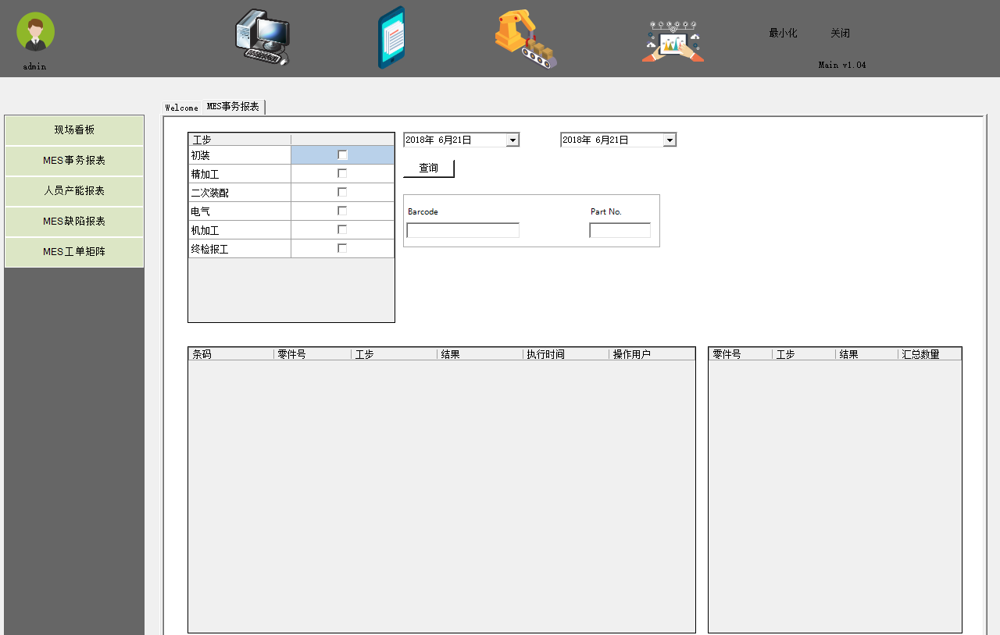 最小化 关闭
admin
Main v1.04
Welcome MES事务报表
现场看板
MES事务报表
人员产能报表
MES缺陷报表
MES工单矩阵
工步
初装
精加工
二次装配
电气
机加工
终检报工
2018年 6月21日 2018年 6月21日
查询
Barcode Part No.
条码 零件号 工步 结果 执行时间 操作用户
零件号 工步 结果 汇总数量